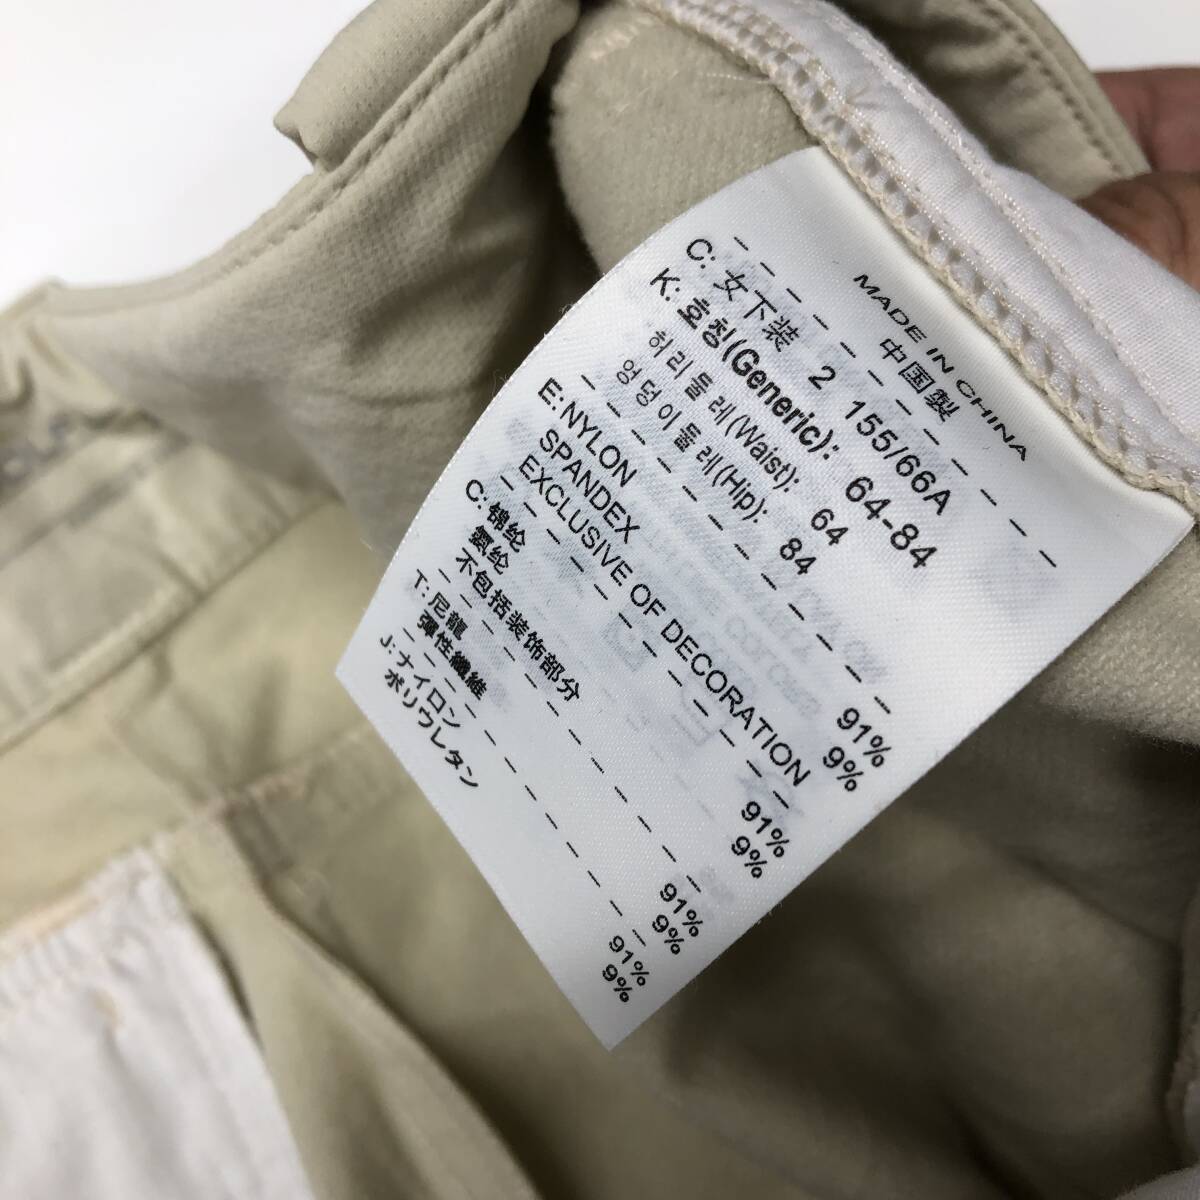 MADE IN CHINA
中国製
C: 女下装 2 155/66A
K: 호칭(Generic): 64-84
허리둘레(Waist): 64
엉덩이둘레(Hip): 84
E: NYLON 91%
SPANDEX 9%
EXCLUSIVE OF DECORATION
C: 锦纶 91%
氨纶 9%
不包括装饰部分
T: 尼龍 91%
彈性纖維 9%
J: ナイロン 91%
ポリウレタン 9%